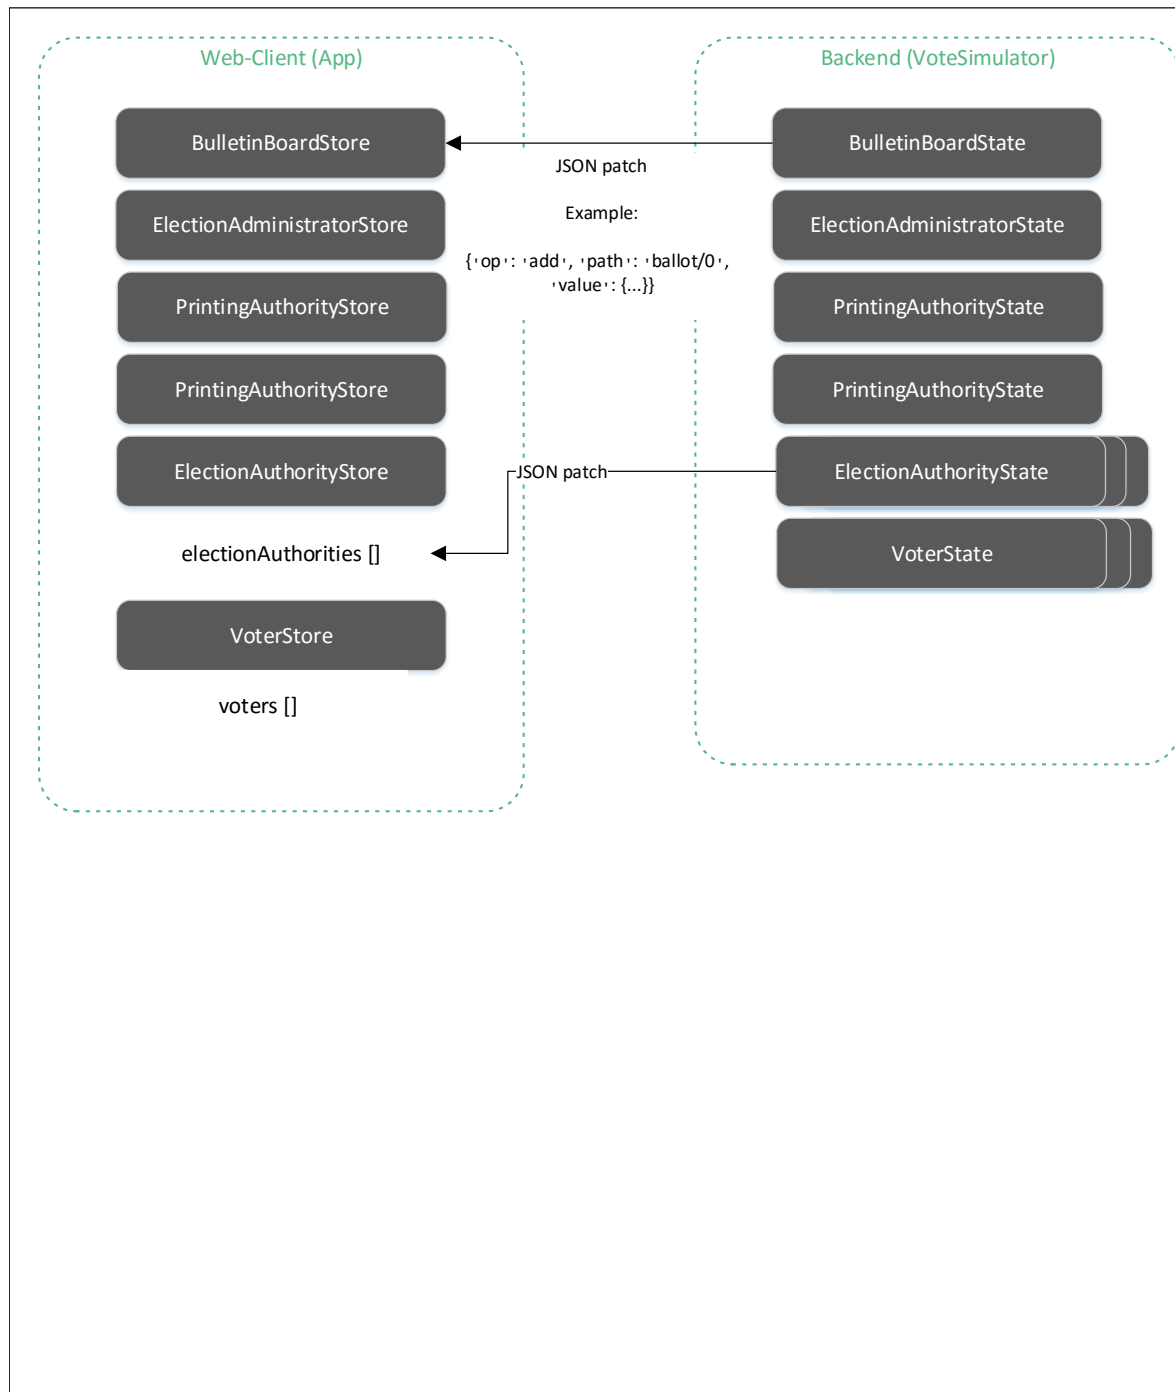 Web-Client (App)
BulletinBoardStore
ElectionAdministratorStore
PrintingAuthorityStore
PrintingAuthorityStore
ElectionAuthorityStore
electionAuthorities []
VoterStore
voters []
JSON patch
Example:
{'op': 'add', 'path': 'ballot/0',
'value': {...}}
JSON patch
Backend (VoteSimulator)
BulletinBoardState
ElectionAdministratorState
PrintingAuthorityState
PrintingAuthorityState
ElectionAuthorityState
VoterState